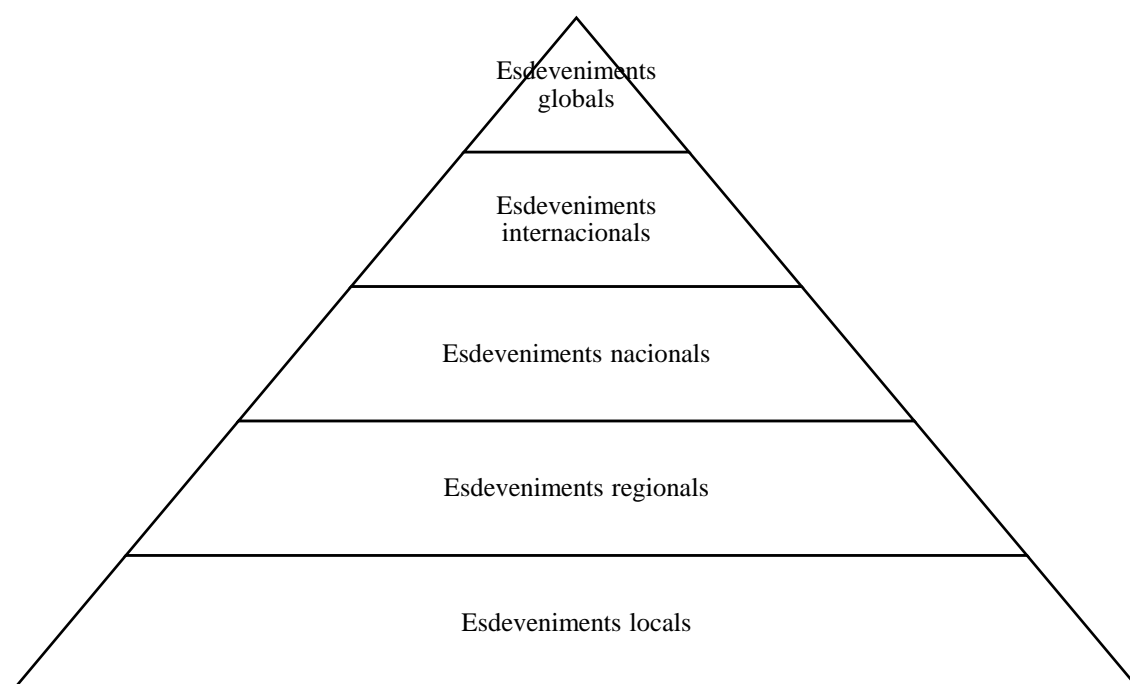 Esdeveniments
globals
Esdeveniments
internacionals
Esdeveniments nacionals
Esdeveniments regionals
Esdeveniments locals